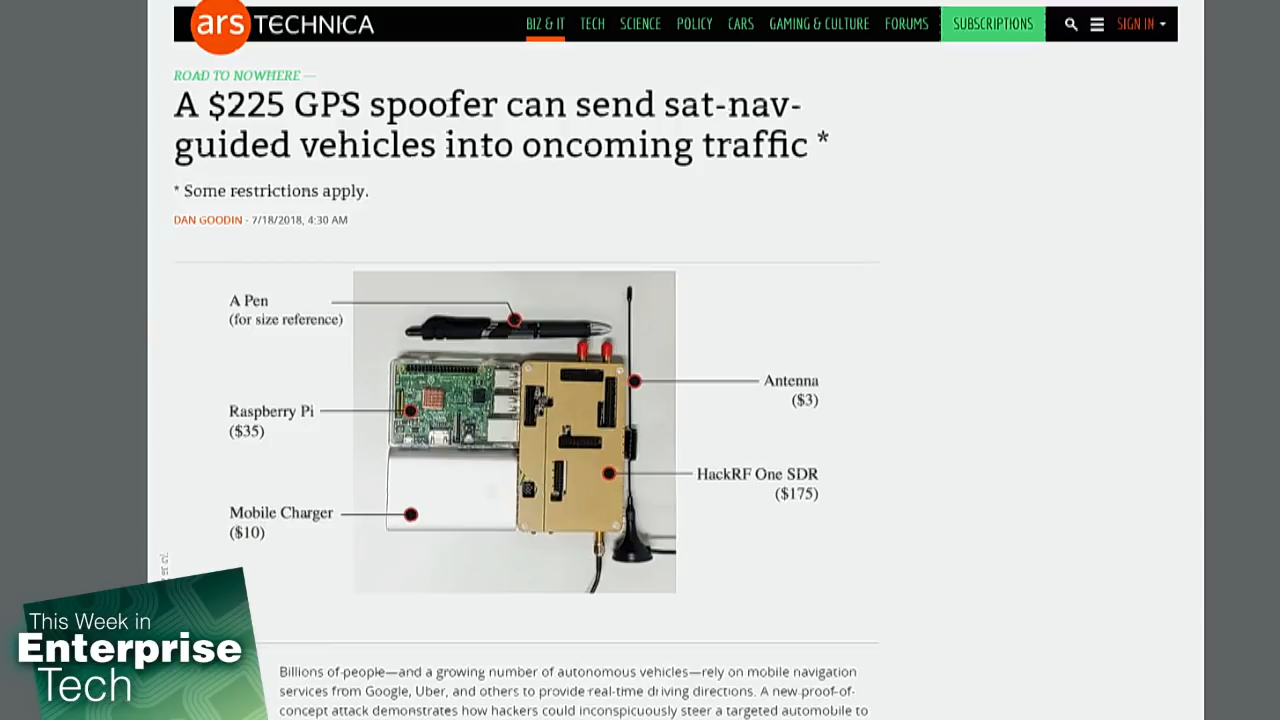 ars TECHNICA
BIZ & IT TECH SCIENCE POLICY CARS GAMING & CULTURE FORUMS SUBSCRIPTIONS SIGN IN
ROAD TO NOWHERE —
A $225 GPS spoofer can send sat-nav-
guided vehicles into oncoming traffic *
* Some restrictions apply.
DAN GOODIN - 7/18/2018, 4:30 AM
A Pen
(for size reference)
Antenna
($3)
Raspberry Pi
($35)
HackRF One SDR
($175)
Mobile Charger
($10)
This Week in
Enterprise
Tech
Billions of people—and a growing number of autonomous vehicles—rely on mobile navigation
services from Google, Uber, and others to provide real-time driving directions. A new proof-of-
concept attack demonstrates how hackers could inconspicuously steer a targeted automobile to